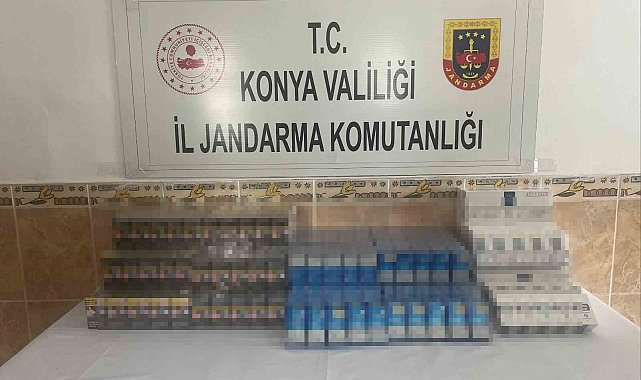 T.C.
KONYA VALİLİĞİ
İL JANDARMA KOMUTANLIĞI
JANDARMA